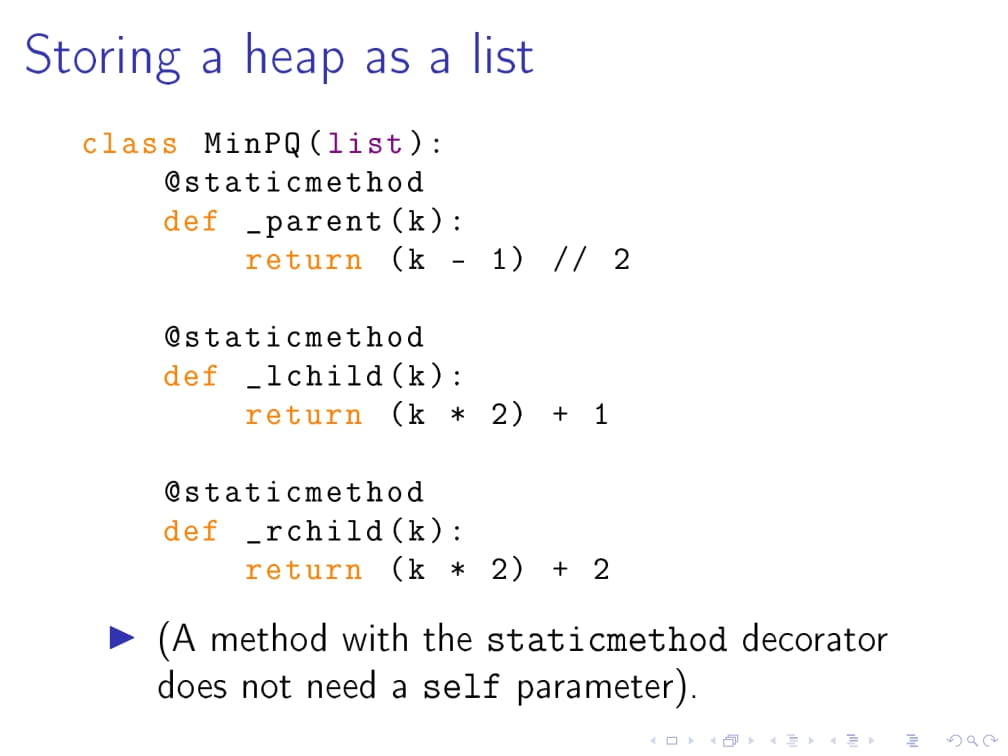 Storing a heap as a list
class MinPQ(list):
@staticmethod
def _parent(k):
return (k - 1) // 2
@staticmethod
def _lchild(k):
return (k * 2) + 1
@staticmethod
def _rchild(k):
return (k * 2) + 2
(A method with the staticmethod decorator
does not need a self parameter).